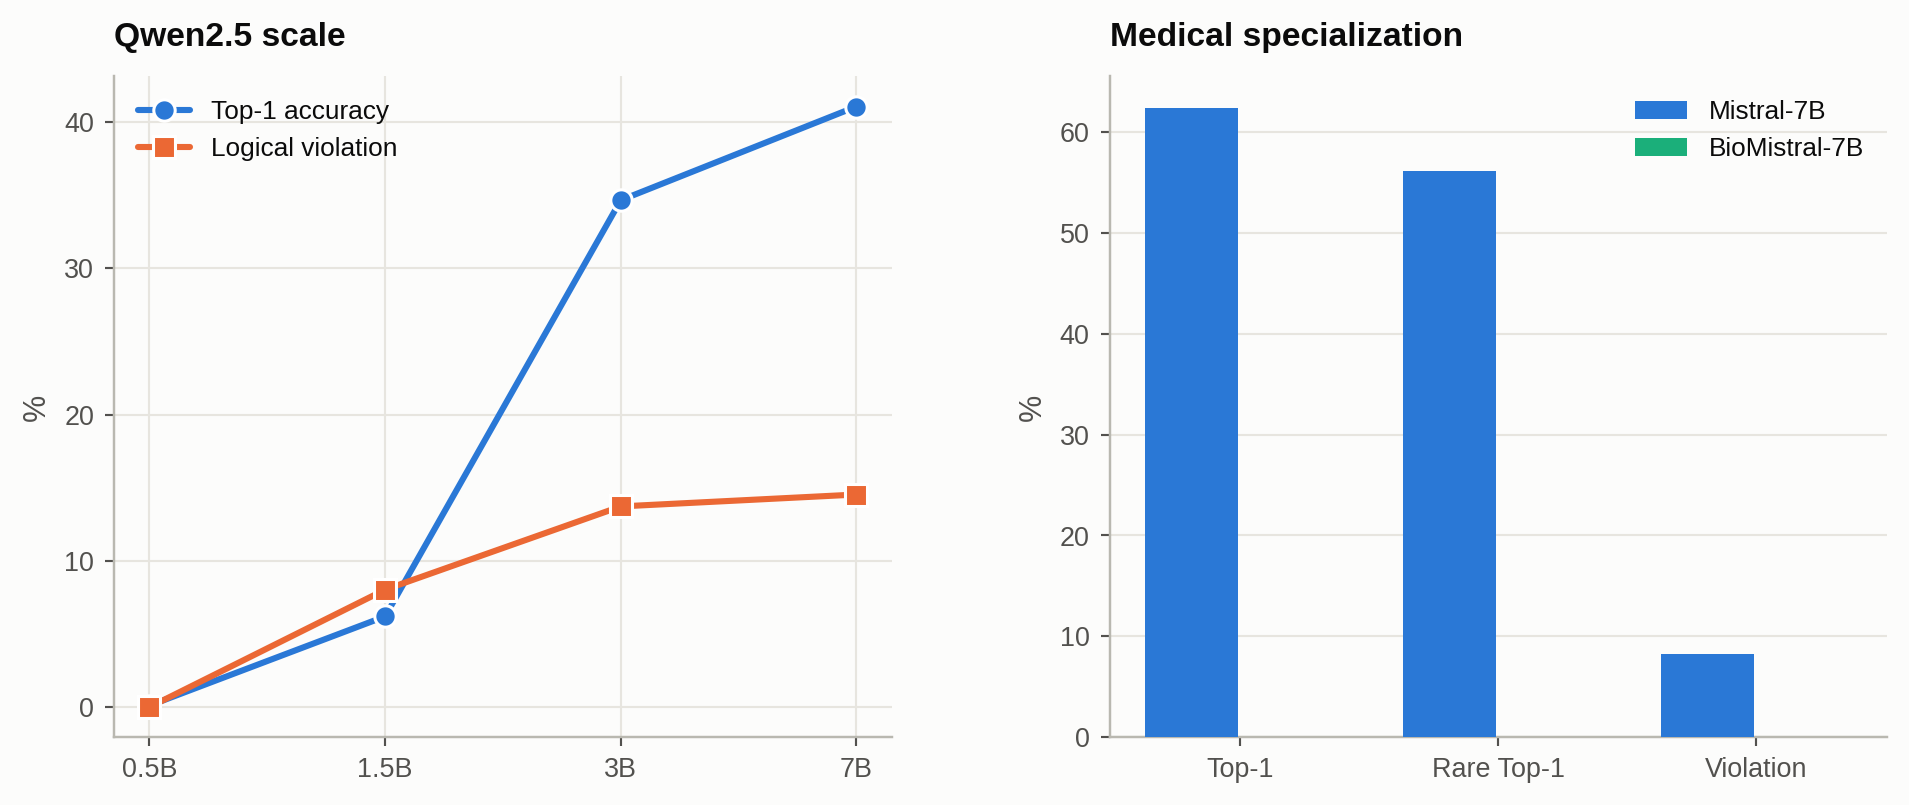 Qwen2.5 scale
Top-1 accuracy
Logical violation
%
40
30
20
10
0
0.5B
1.5B
3B
7B
Medical specialization
Mistral-7B
BioMistral-7B
%
60
50
40
30
20
10
0
Top-1
Rare Top-1
Violation